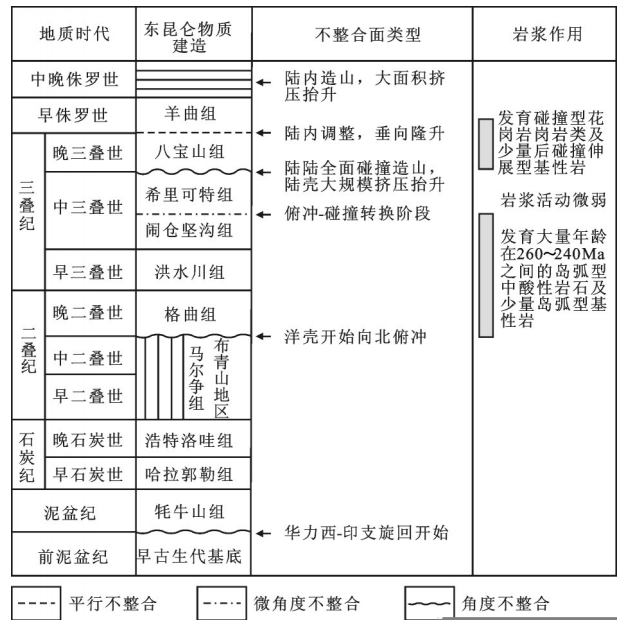 地质时代
东昆仑物质
建造
不整合面类型
岩浆作用
中晚侏罗世
陆内造山，大面积挤
压抬升
早侏罗世
羊曲组
陆内调整，垂向隆升
发育碰撞型花
岗岩岗岩类及
少量后碰撞伸
展型基性岩
三叠纪
晚三叠世
八宝山组
陆陆全面碰撞造山，
陆壳大规模挤压抬升
中三叠世
希里可特组
俯冲-碰撞转换阶段
闹仓坚沟组
岩浆活动微弱
早三叠世
洪水川组
发育大量年龄
在260~240Ma
之间的岛弧型
中酸性岩石及
少量岛弧型基
性岩
二叠纪
晚二叠世
格曲组
洋壳开始向北俯冲
中二叠世
早二叠世
马尔争组
布青山地区
石炭纪
晚石炭世
浩特洛哇组
早石炭世
哈拉郭勒组
泥盆纪
牦牛山组
华力西-印支旋回开始
前泥盆纪
早古生代基底
平行不整合
微角度不整合
角度不整合